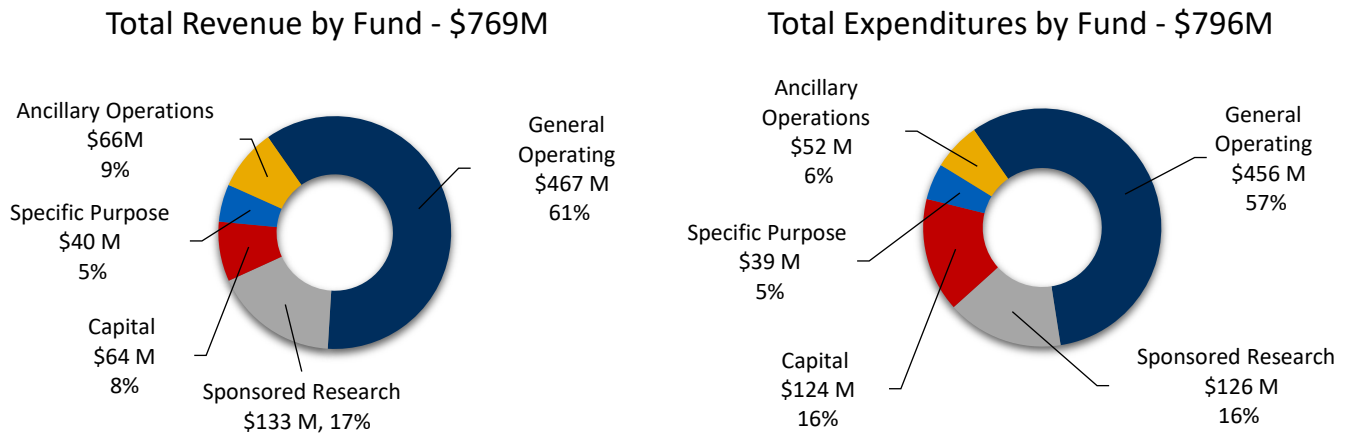 Total Revenue by Fund - $769M
Ancillary Operations
$66M
9%
General
Operating
$467 M
61%
Specific Purpose
$40 M
5%
Capital
$64 M
8%
Sponsored Research
$133 M, 17%
Total Expenditures by Fund - $796M
Ancillary
Operations
$52 M
6%
General
Operating
$456 M
57%
Specific Purpose
$39 M
5%
Capital
$124 M
16%
Sponsored Research
$126 M
16%